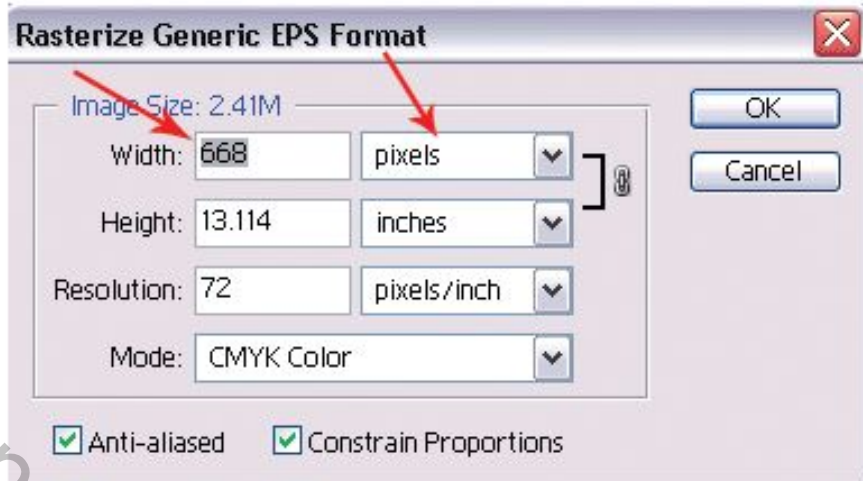 Rasterize Generic EPS Format
Image Size: 2.41M
OK
Width: 668 pixels
Cancel
Height: 13.114 inches
Resolution: 72 pixels/inch
Mode: CMYK Color
Anti-aliased Constrain Proportions